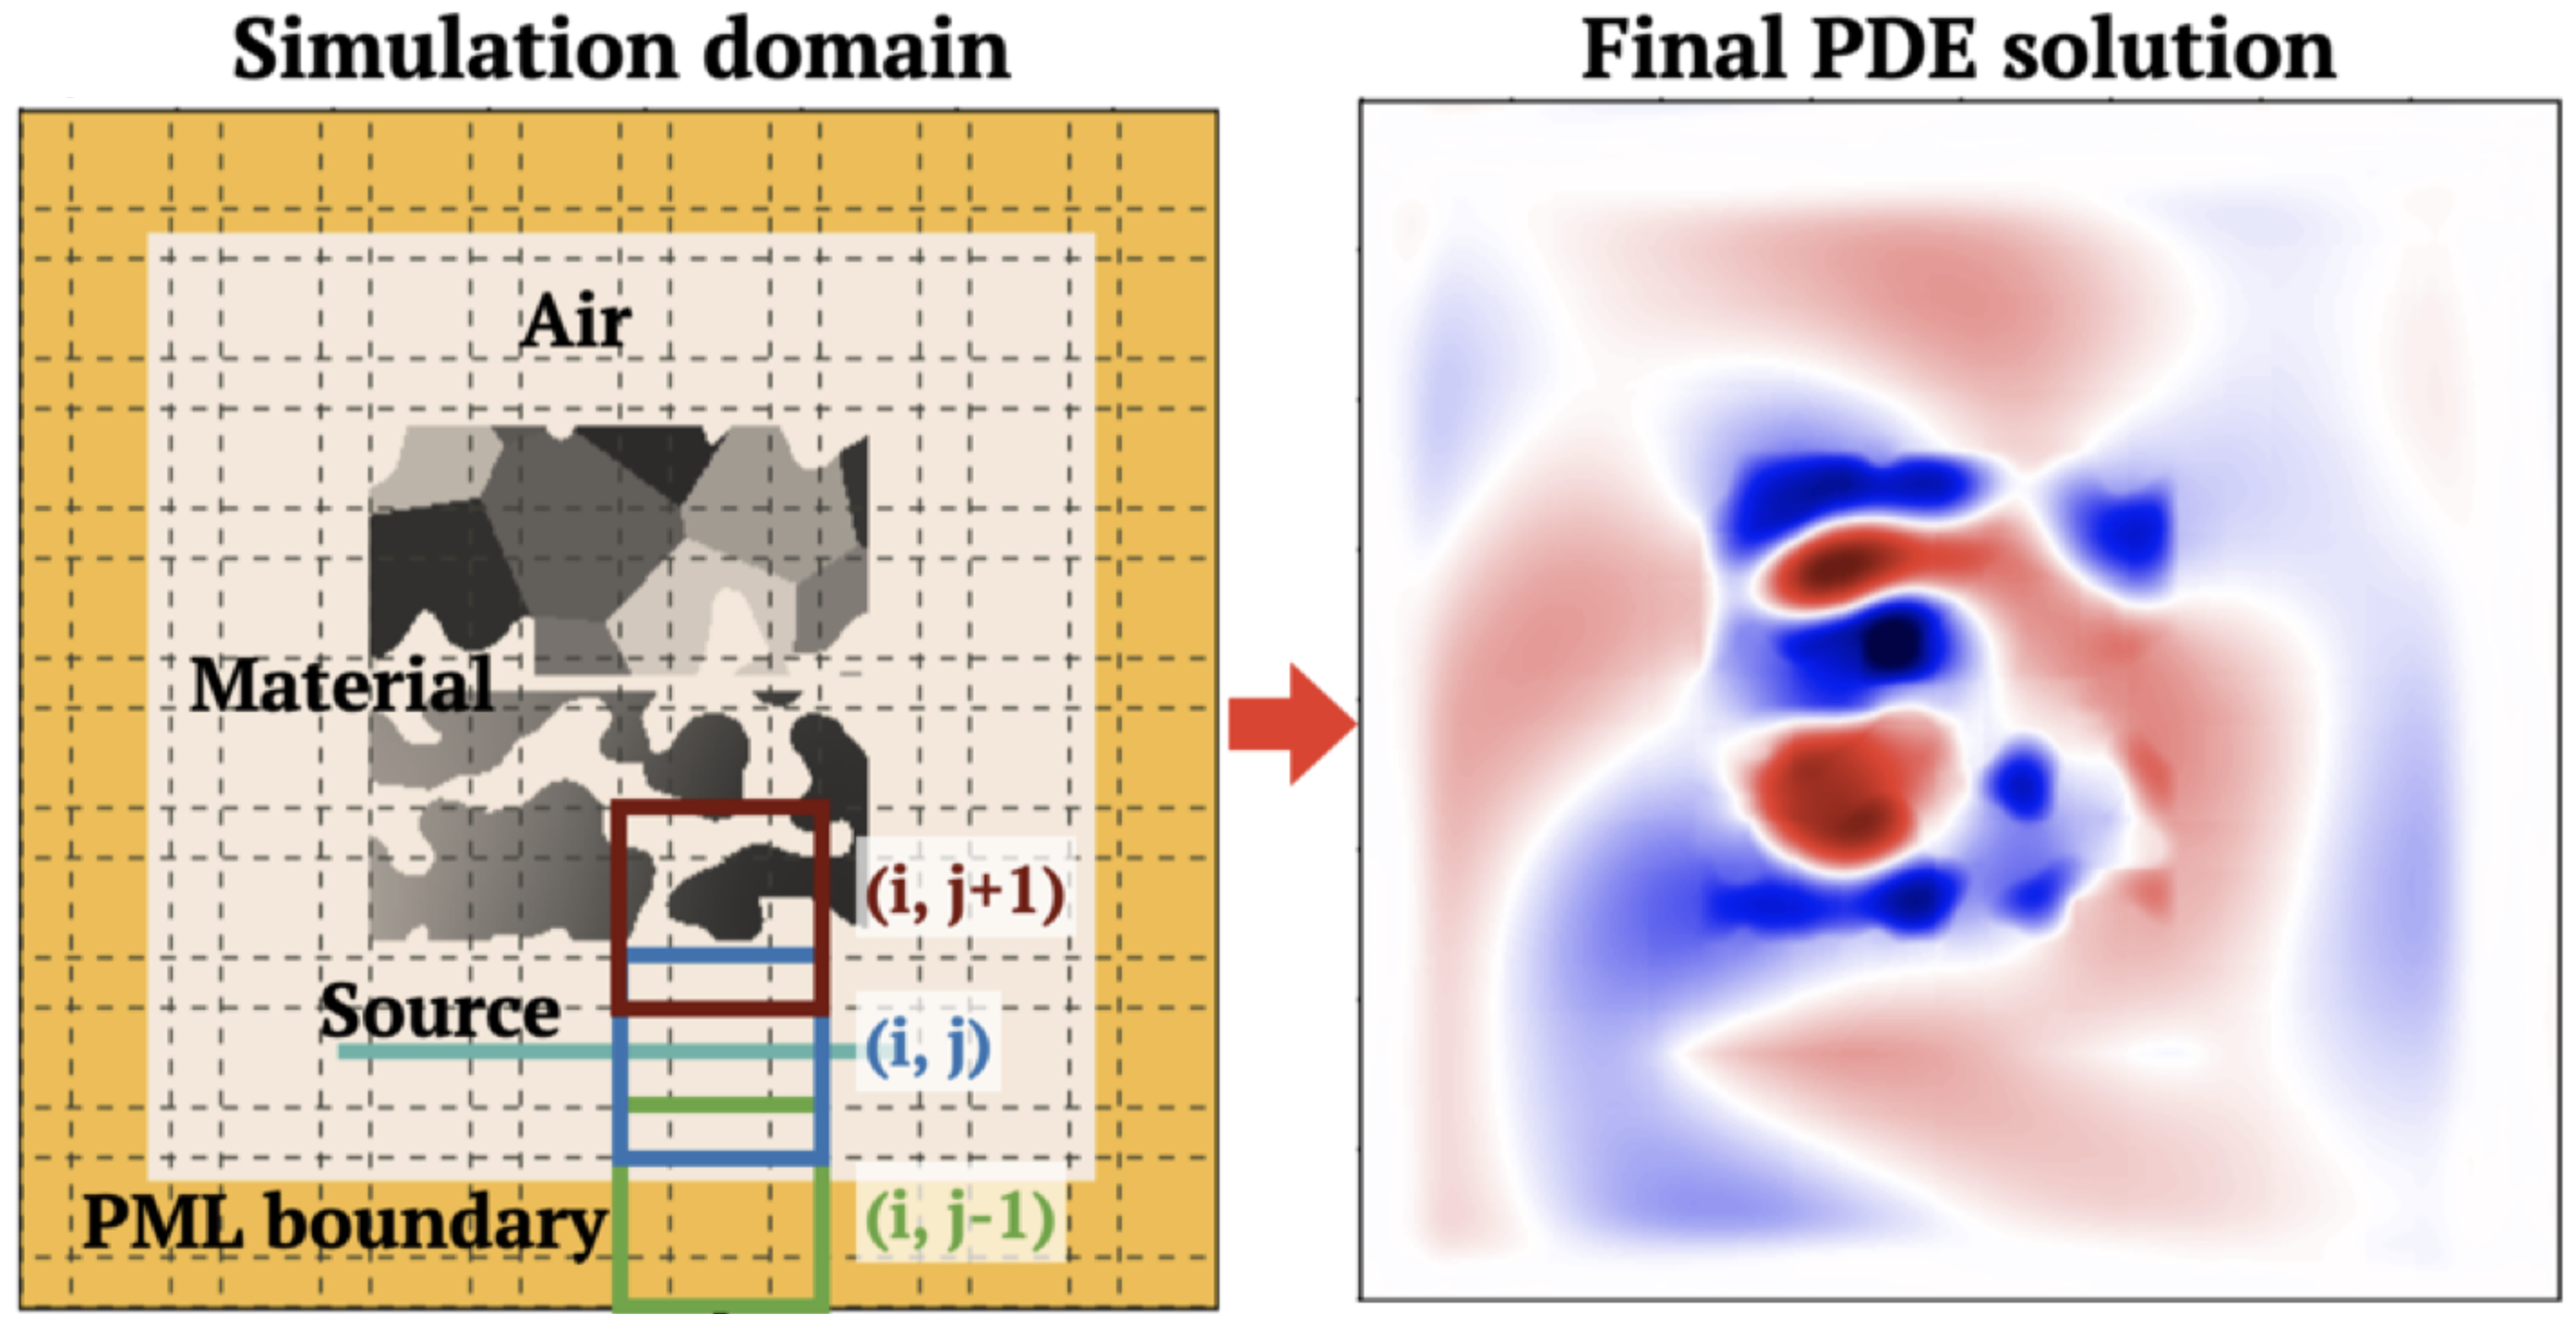 Simulation domain
Final PDE solution
Air
Material
(i, j+1)
Source
(i, j)
PML boundary
(i, j-1)